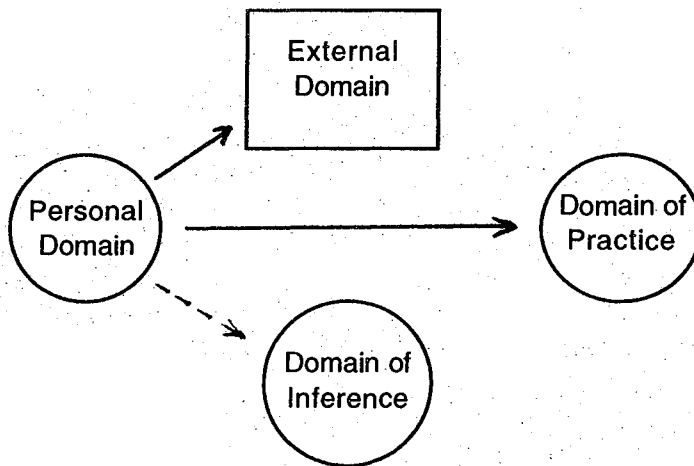 External
Domain
Personal
Domain
Domain of
Practice
Domain of
Inference